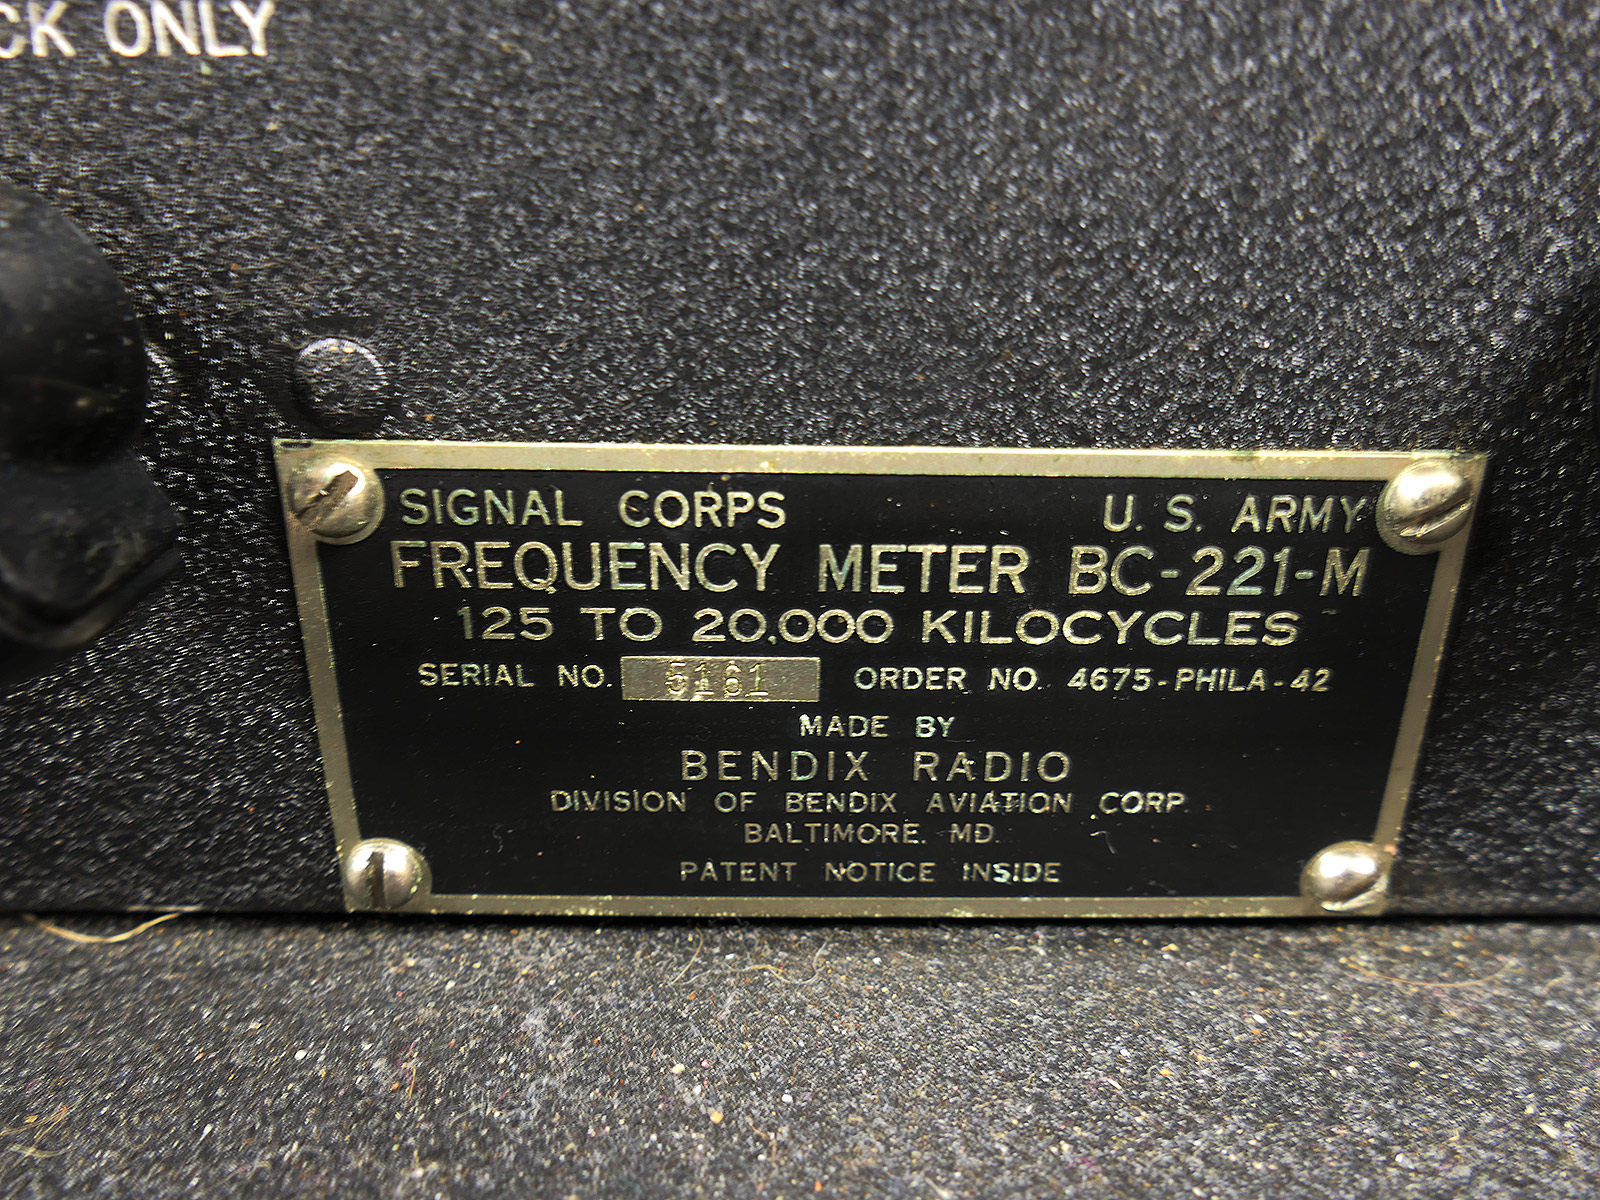 CK ONLY
SIGNAL CORPS U. S. ARMY
FREQUENCY METER BC-221-M
125 TO 20,000 KILOCYCLES
SERIAL NO. 5161 ORDER NO. 4675-PHILA-42
MADE BY
BENDIX RADIO
DIVISION OF BENDIX AVIATION CORP.
BALTIMORE, MD.
PATENT NOTICE INSIDE